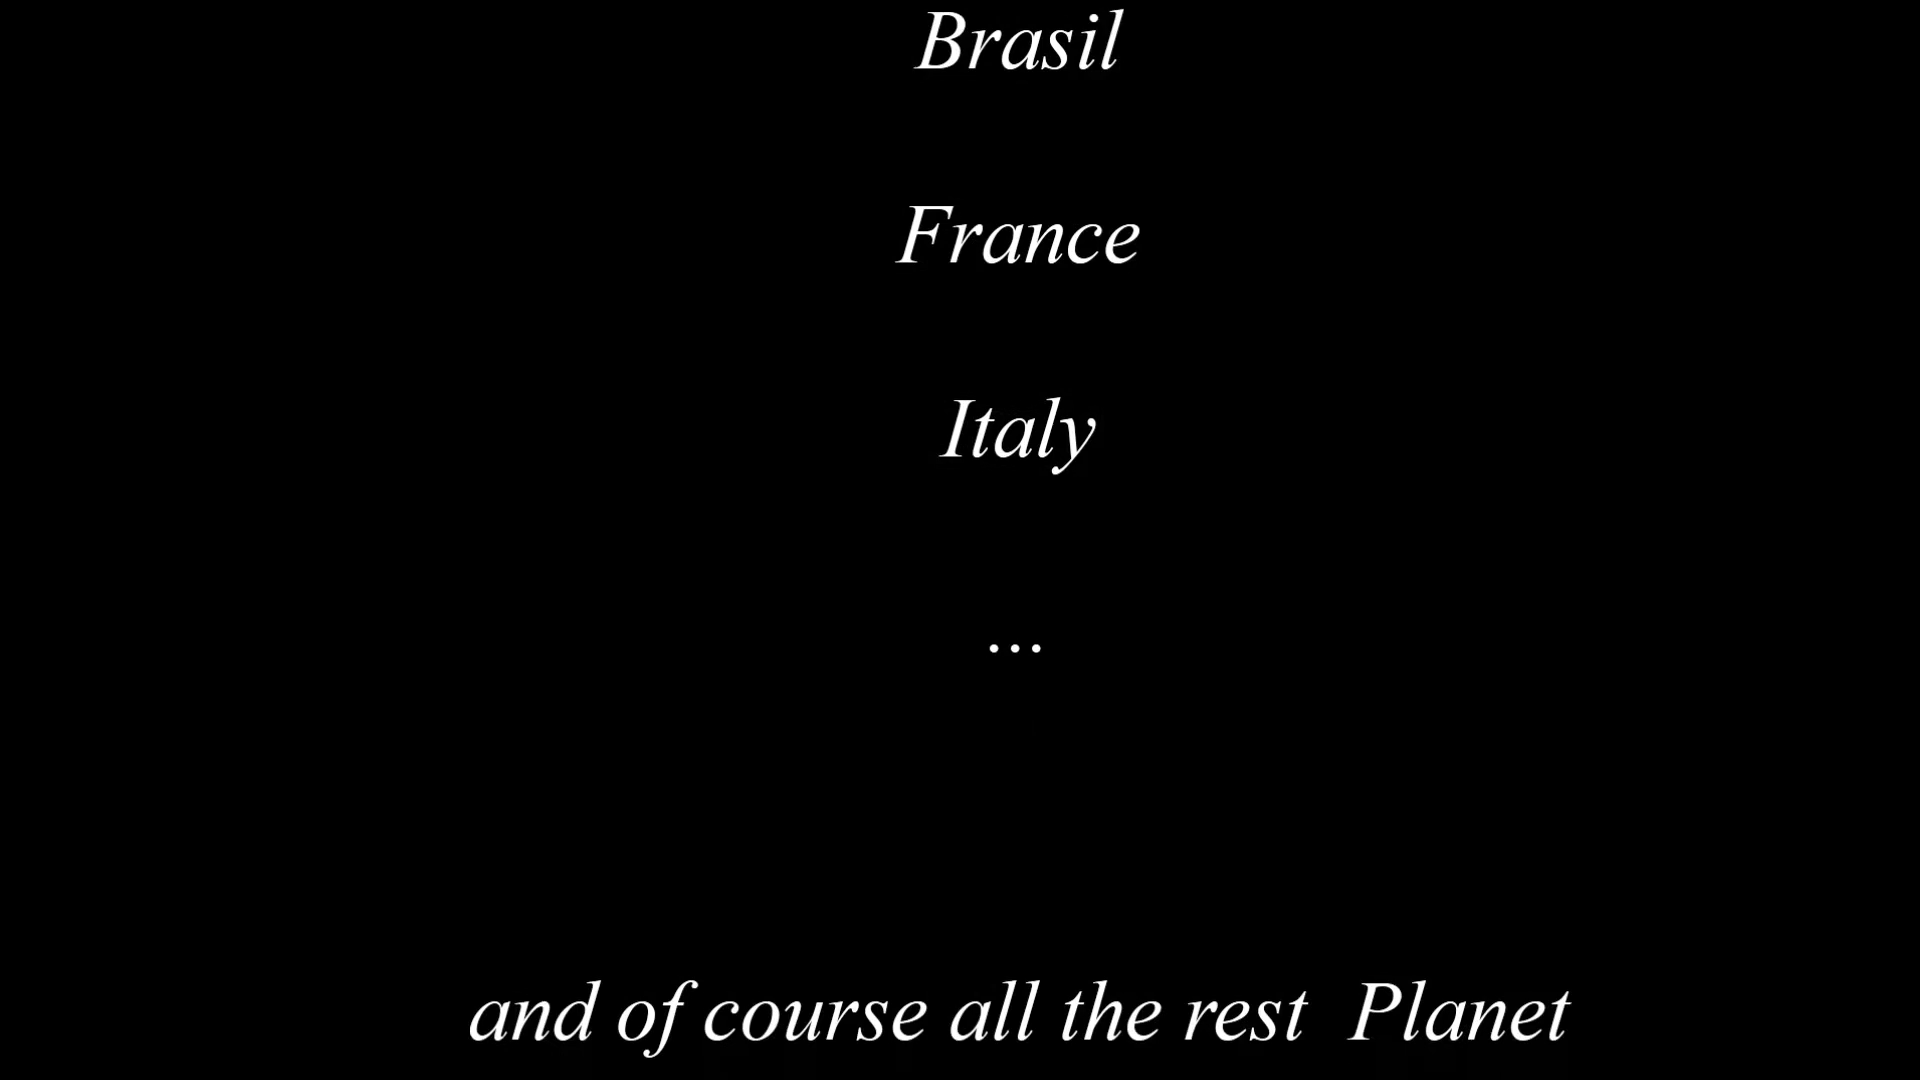 Brasil
France
Italy
...
and of course all the rest  Planet